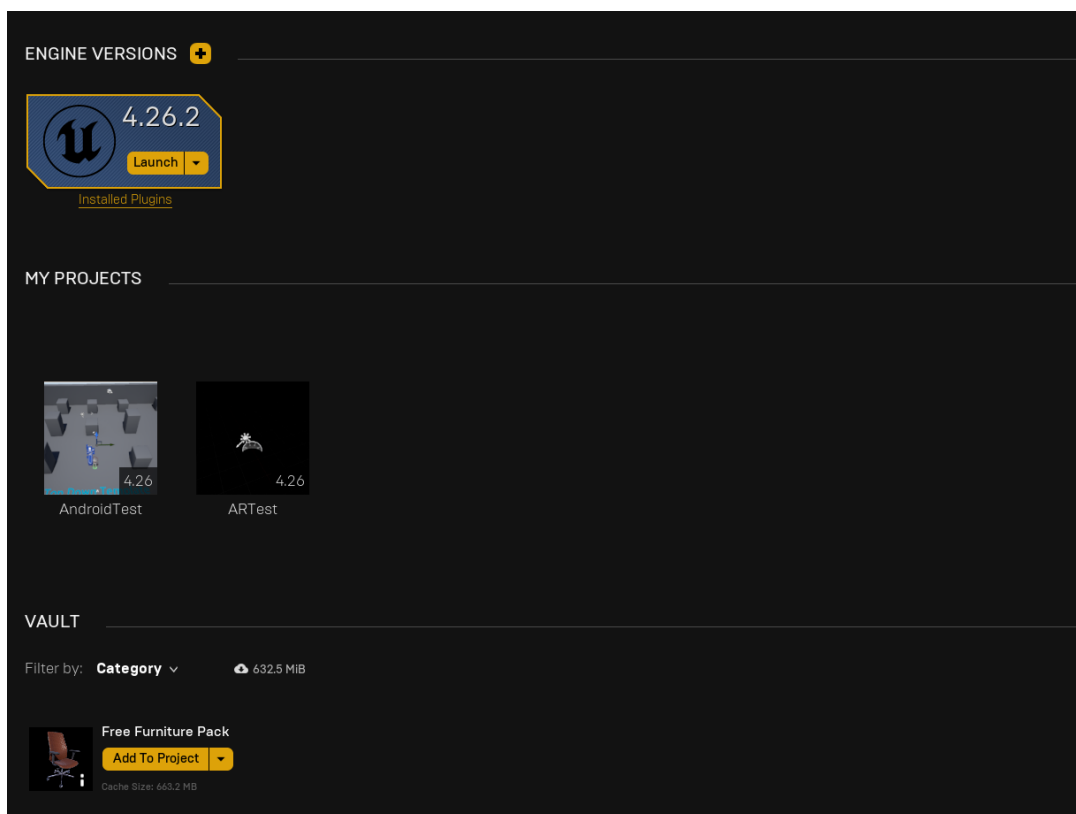 ENGINE VERSIONS
4.26.2
Launch
Installed Plugins
MY PROJECTS
4.26
4.26
AndroidTest
ARTest
VAULT
Filter by: Category
632.5 MiB
Free Furniture Pack
Add To Project
Cache Size: 663.2 MB